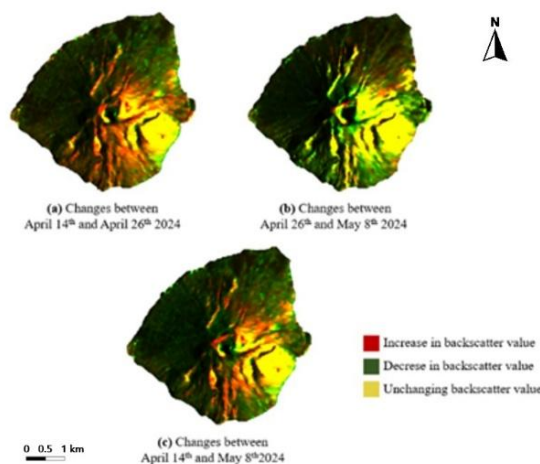 N
(a) Changes between
April 14th and April 26th 2024
(b) Changes between
April 26th and May 8th 2024
Increase in backscatter value
Decrese in backscatter value
Unchanging backscatter value
0 0.5 1 km
(c) Changes between
April 14th and May 8th2024